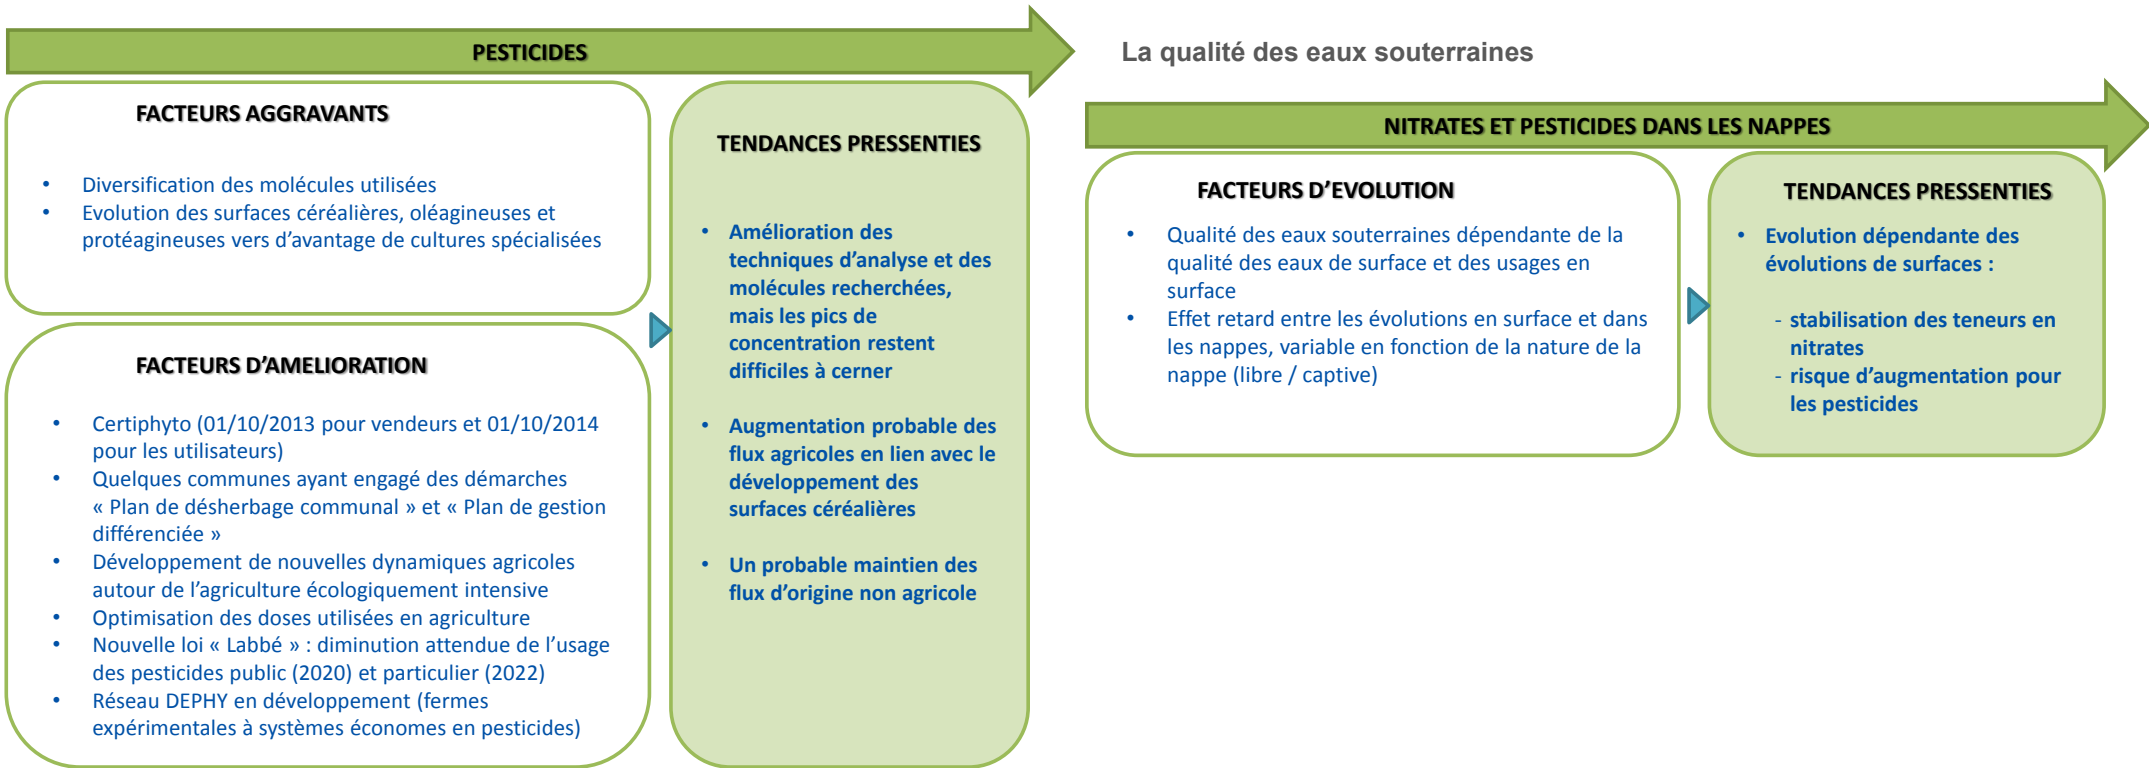 PESTICIDES
FACTEURS AGGRAVANTS
• Diversification des molécules utilisées
• Evolution des surfaces céréalières, oléagineuses et
protéagineuses vers d'avantage de cultures spécialisées
FACTEURS D'AMELIORATION
• Certiphyto (01/10/2013 pour vendeurs et 01/10/2014
pour les utilisateurs)
• Quelques communes ayant engagé des démarches
« Plan de désherbage communal » et « Plan de gestion
différenciée »
• Développement de nouvelles dynamiques agricoles
autour de l'agriculture écologiquement intensive
• Optimisation des doses utilisées en agriculture
• Nouvelle loi « Labbé » : diminution attendue de l'usage
des pesticides public (2020) et particulier (2022)
• Réseau DEPHY en développement (fermes
expérimentales à systèmes économes en pesticides)
TENDANCES PRESSENTIES
• Amélioration des
techniques d'analyse et des
molécules recherchées,
mais les pics de
concentration restent
difficiles à cerner
• Augmentation probable des
flux agricoles en lien avec le
développement des
surfaces céréalières
• Un probable maintien des
flux d'origine non agricole
La qualité des eaux souterraines
NITRATES ET PESTICIDES DANS LES NAPPES
FACTEURS D'EVOLUTION
• Qualité des eaux souterraines dépendante de la
qualité des eaux de surface et des usages en
surface
• Effet retard entre les évolutions en surface et dans
les nappes, variable en fonction de la nature de la
nappe (libre / captive)
TENDANCES PRESSENTIES
• Evolution dépendante des
évolutions de surfaces :
- stabilisation des teneurs en
nitrates
- risque d'augmentation pour
les pesticides